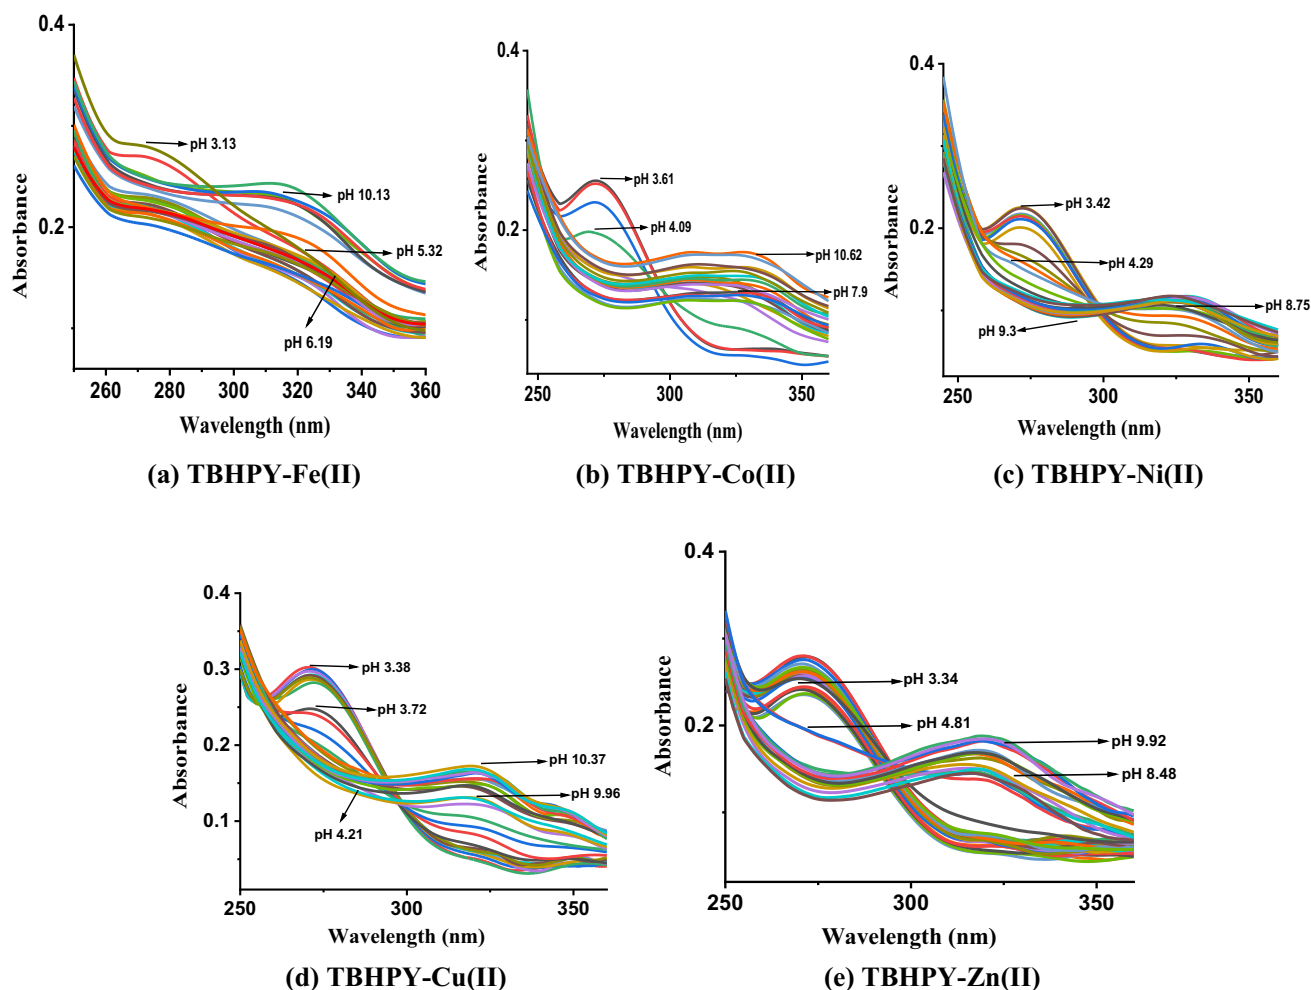 0.4
0.2
0.2
260
280
300
320
340
360
Absorbance
Wavelength (nm)
pH 3.13
pH 10.13
pH 5.32
pH 6.19
(a) TBHPY-Fe(II)
0.4
0.2
250
300
350
Absorbance
Wavelength (nm)
pH 3.61
pH 4.09
pH 10.62
pH 7.9
(b) TBHPY-Co(II)
0.4
0.2
250
300
350
Absorbance
Wavelength (nm)
pH 3.42
pH 4.29
pH 8.75
pH 9.3
(c) TBHPY-Ni(II)
0.4
0.3
0.2
0.1
250
300
350
Absorbance
Wavelength (nm)
pH 3.38
pH 3.72
pH 10.37
pH 9.96
pH 4.21
(d) TBHPY-Cu(II)
0.4
0.2
0.2
250
300
350
Absorbance
Wavelength (nm)
pH 3.34
pH 4.81
pH 9.92
pH 8.48
(e) TBHPY-Zn(II)